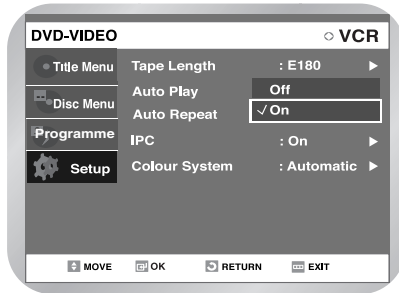 DVD-VIDEO VCR
Title Menu
Disc Menu
Programme
Setup
Tape Length : E180
Auto Play Off
Auto Repeat ✓ On
IPC : On
Colour System : Automatic
MOVE OK RETURN EXIT